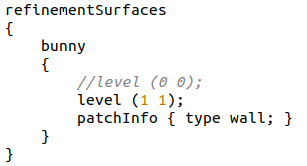 refinementSurfaces
{
    bunny
    {
        //level (0 0);
        level (1 1);
        patchInfo { type wall; }
    }
}